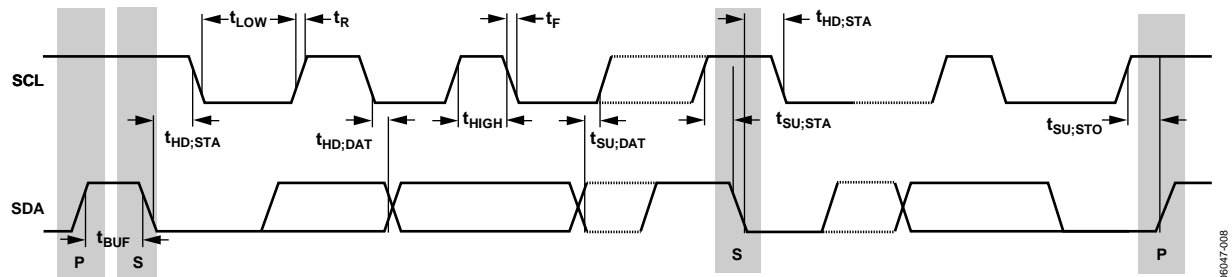 tLOW tR tF tHD;STA
SCL
tHD;STA tHD;DAT tHIGH tSU;DAT tSU;STA tSU;STO
SDA
tBUF
P S S P
06047-008